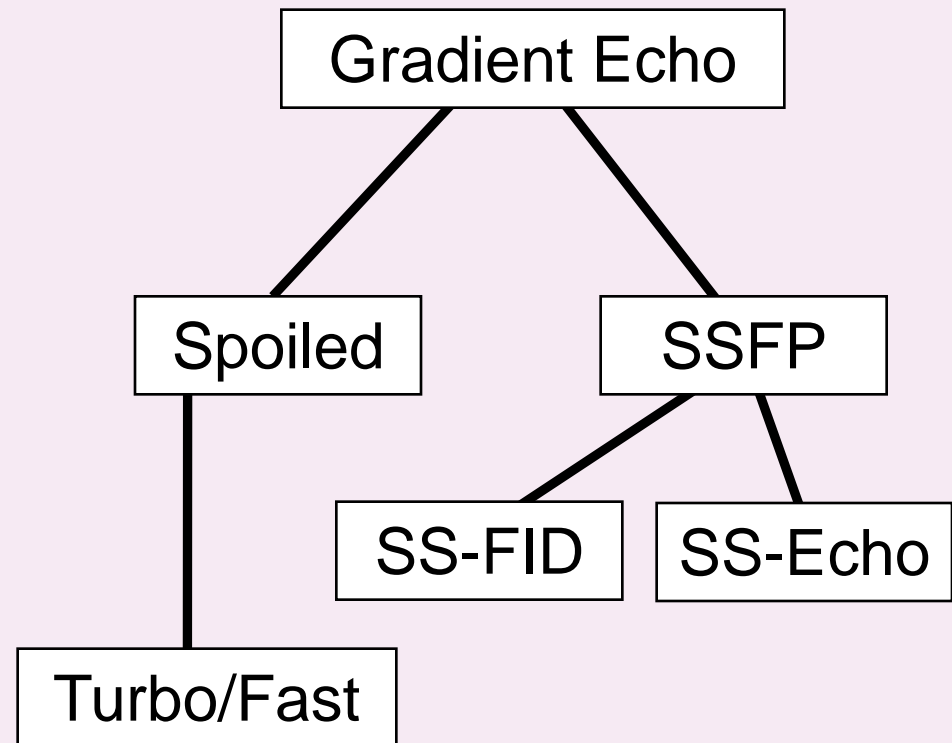 Gradient Echo
Spoiled
SSFP
SS-FID
SS-Echo
Turbo/Fast